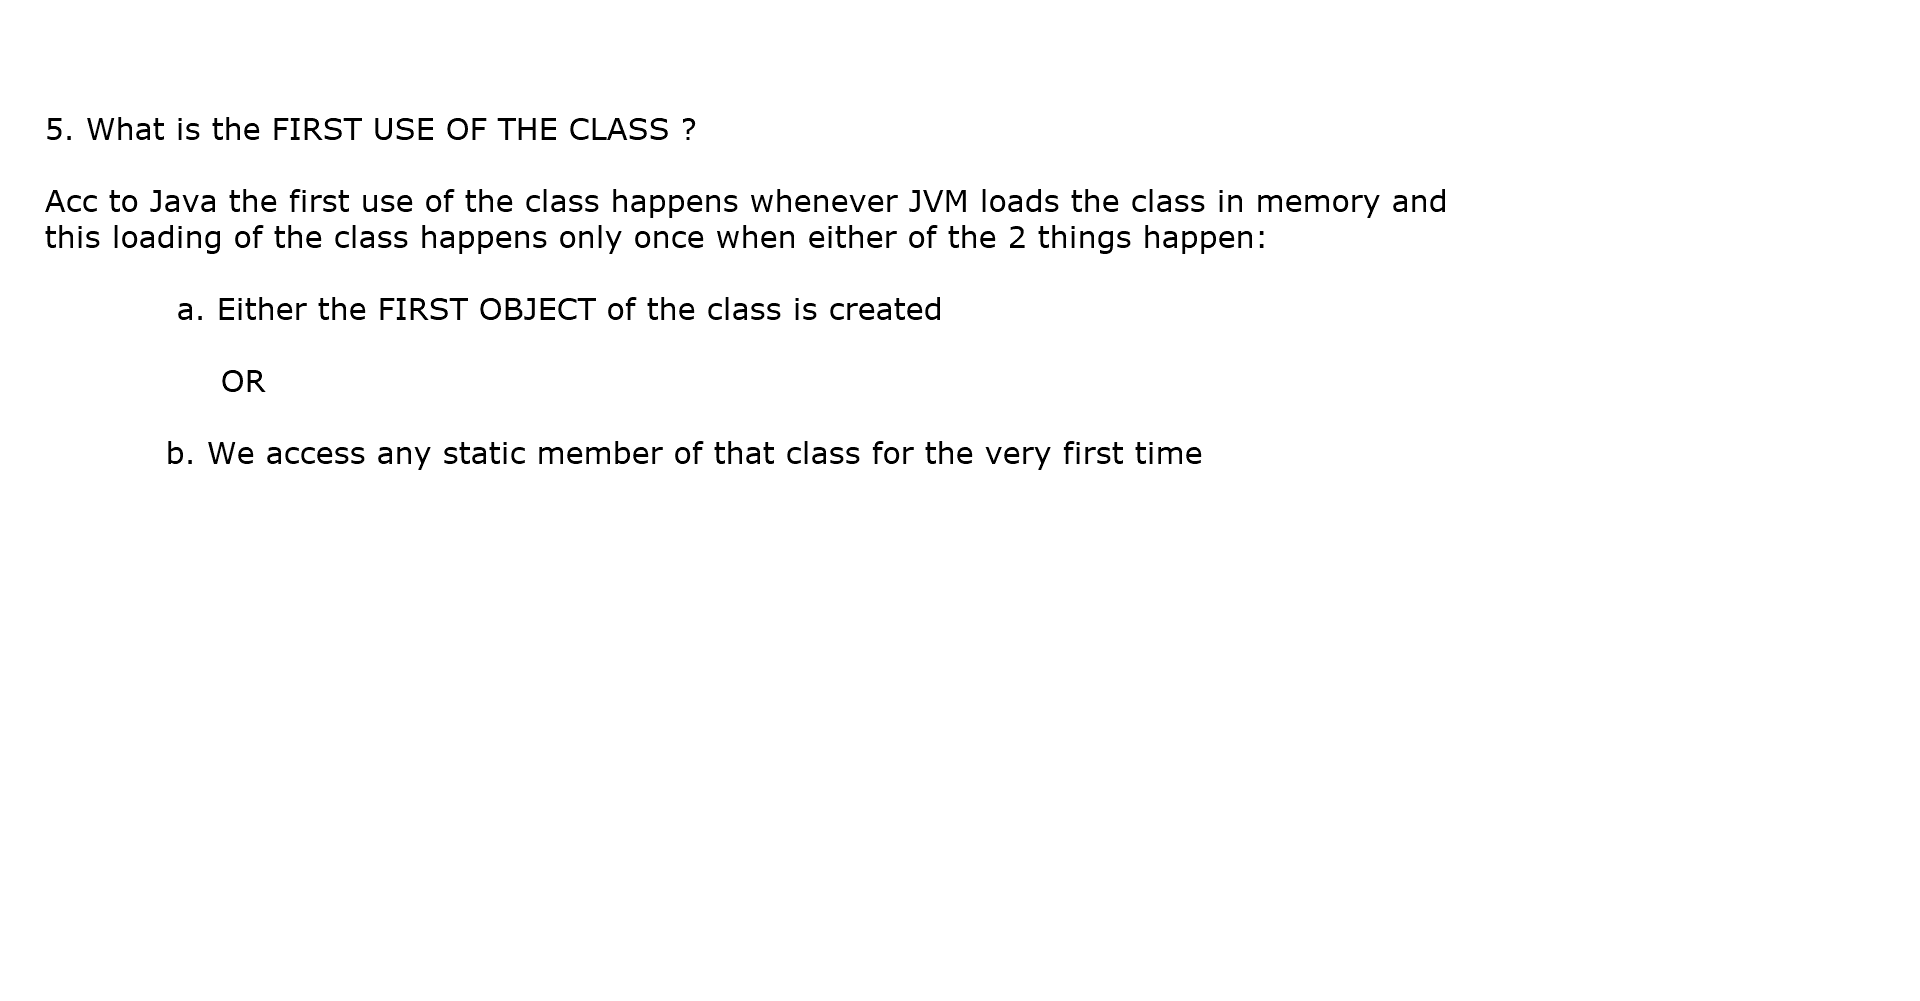 5. What is the FIRST USE OF THE CLASS ?
Acc to Java the first use of the class happens whenever JVM loads the class in memory and
this loading of the class happens only once when either of the 2 things happen:
a. Either the FIRST OBJECT of the class is created
OR
b. We access any static member of that class for the very first time